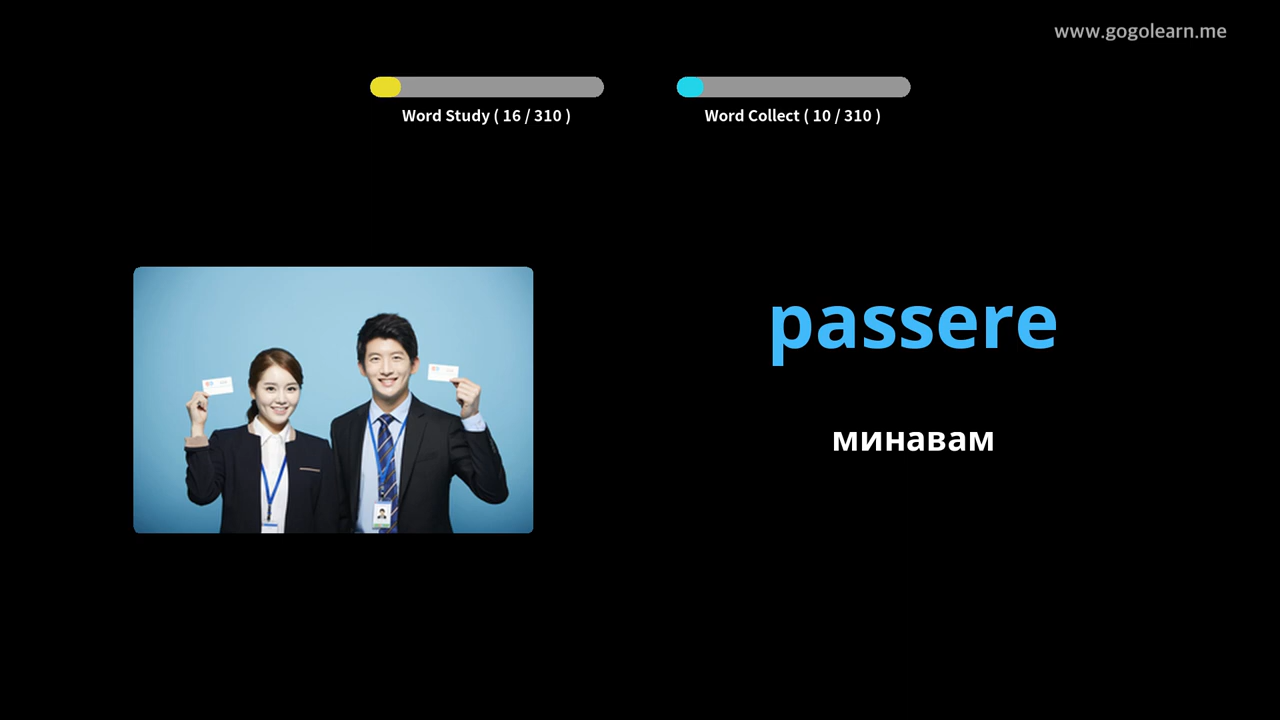 www.gogolearn.me
Word Study ( 16 / 310 )
Word Collect ( 10 / 310 )
passere
минавам